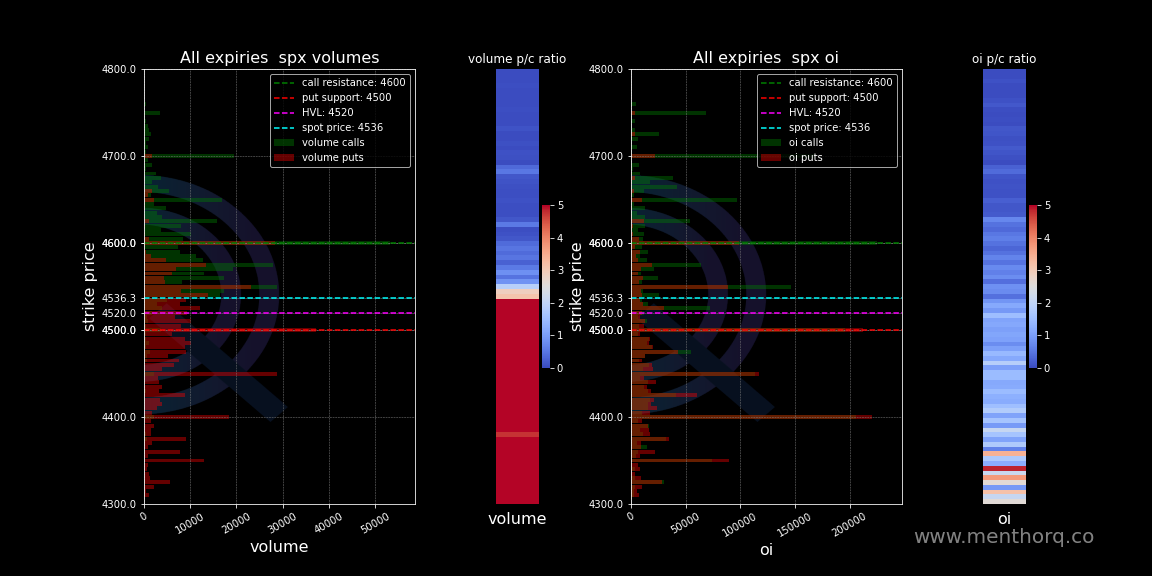 All expiries  spx volumes
call resistance: 4600
put support: 4500
HVL: 4520
spot price: 4536
volume calls
volume puts
strike price
4800.0
4700.0
4600.0
4536.3
4520.0
4500.0
4400.0
4300.0
0
10000
20000
30000
40000
50000
volume
volume p/c ratio
5
4
3
2
1
0
volume
All expiries  spx oi
call resistance: 4600
put support: 4500
HVL: 4520
spot price: 4536
oi calls
oi puts
strike price
4800.0
4700.0
4600.0
4536.3
4520.0
4500.0
4400.0
4300.0
0
50000
100000
150000
200000
oi
oi p/c ratio
5
4
3
2
1
0
oi
www.menthorq.co